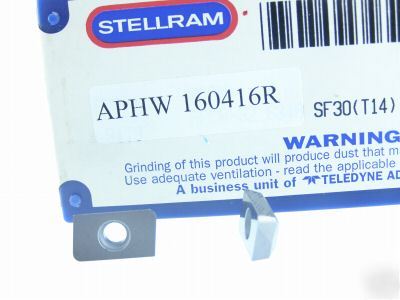 STELLRAM
APHW 160416R
SF30(T14)
WARNING
Grinding of this product will produce dust that m
Use adequate ventilation - read the applicable
A business unit of TELEDYNE AD